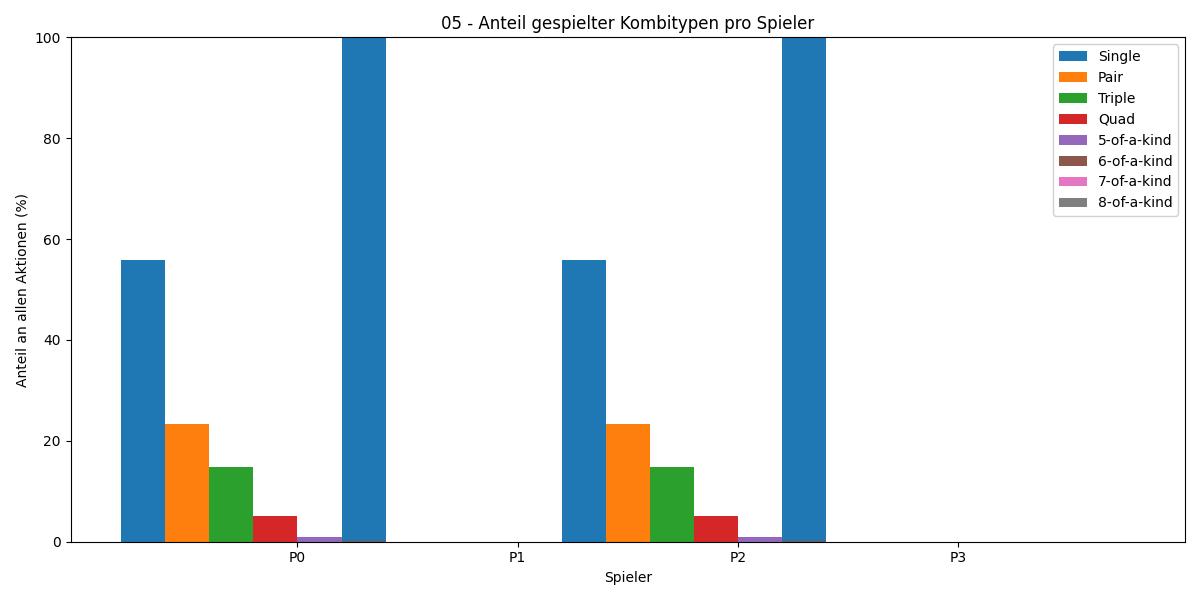 05 - Anteil gespielter Kombitypen pro Spieler
100
80
60
40
20
0
Anteil an allen Aktionen (%)
Single
Pair
Triple
Quad
5-of-a-kind
6-of-a-kind
7-of-a-kind
8-of-a-kind
P0 P1 P2 P3
Spieler